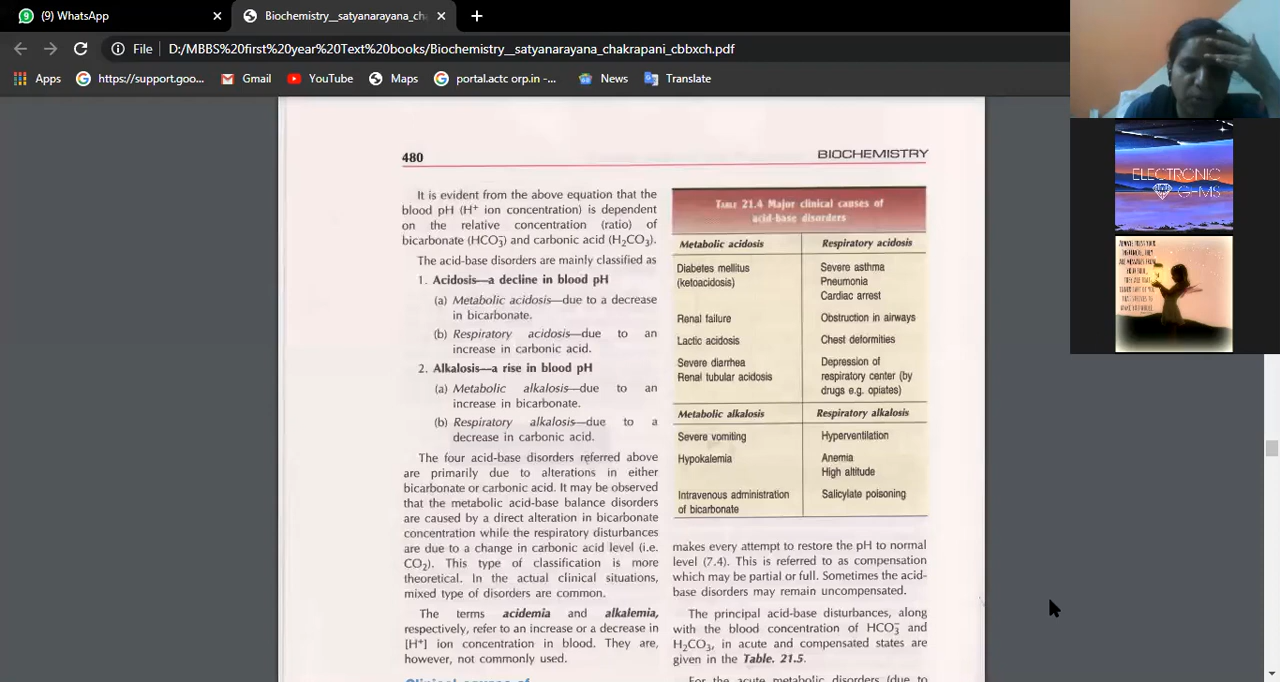 (9) WhatsApp
Biochemistry__satyanarayana_ch
File
D:/MBBS%20first%20year%20Text%20books/Biochemistry__satyanarayana_chakrapani_cbbxch.pdf
Apps
https://support.goo...
Gmail
YouTube
Maps
portal.actc orp.in -...
News
Translate
480
BIOCHEMISTRY
It is evident from the above equation that the
blood pH (H⁺ ion concentration) is dependent
on the relative concentration (ratio) of
bicarbonate (HCO₃⁻) and carbonic acid (H₂CO₃).
The acid-base disorders are mainly classified as
1. Acidosis—a decline in blood pH
(a) Metabolic acidosis—due to a decrease
in bicarbonate.
(b) Respiratory acidosis—due to an
increase in carbonic acid.
2. Alkalosis—a rise in blood pH
(a) Metabolic alkalosis—due to an
increase in bicarbonate.
(b) Respiratory alkalosis—due to a
decrease in carbonic acid.
The four acid-base disorders referred above
are primarily due to alterations in either
bicarbonate or carbonic acid. It may be observed
that the metabolic acid-base balance disorders
are caused by a direct alteration in bicarbonate
concentration while the respiratory disturbances
are due to a change in carbonic acid level (i.e.
CO₂). This type of classification is more
theoretical. In the actual clinical situations,
mixed type of disorders are common.
The terms acidemia and alkalemia,
respectively, refer to an increase or a decrease in
[H⁺] ion concentration in blood. They are,
however, not commonly used.
Clinical causes of
TABLE 21.4 Major clinical causes of
acid-base disorders
Metabolic acidosis
Respiratory acidosis
Diabetes mellitus
(ketoacidosis)
Severe asthma
Pneumonia
Cardiac arrest
Renal failure
Obstruction in airways
Lactic acidosis
Chest deformities
Severe diarrhea
Renal tubular acidosis
Depression of
respiratory center (by
drugs e.g. opiates)
Metabolic alkalosis
Respiratory alkalosis
Severe vomiting
Hyperventilation
Hypokalemia
Anemia
High altitude
Intravenous administration
of bicarbonate
Salicylate poisoning
makes every attempt to restore the pH to normal
level (7.4). This is referred to as compensation
which may be partial or full. Sometimes the acid-
base disorders may remain uncompensated.
The principal acid-base disturbances, along
with the blood concentration of HCO₃⁻ and
H₂CO₃, in acute and compensated states are
given in the Table. 21.5.
For the acute metabolic disorders (due to
ELECTRONIC
GEMS